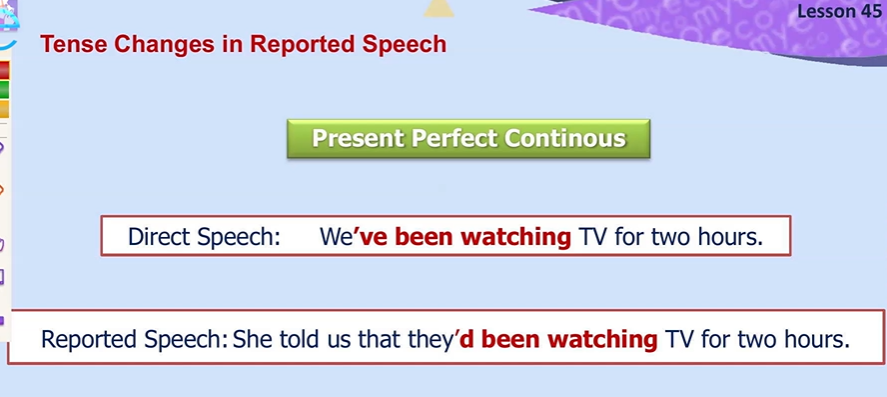 Lesson 45
Tense Changes in Reported Speech
Present Perfect Continous
Direct Speech: We've been watching TV for two hours.
Reported Speech: She told us that they'd been watching TV for two hours.